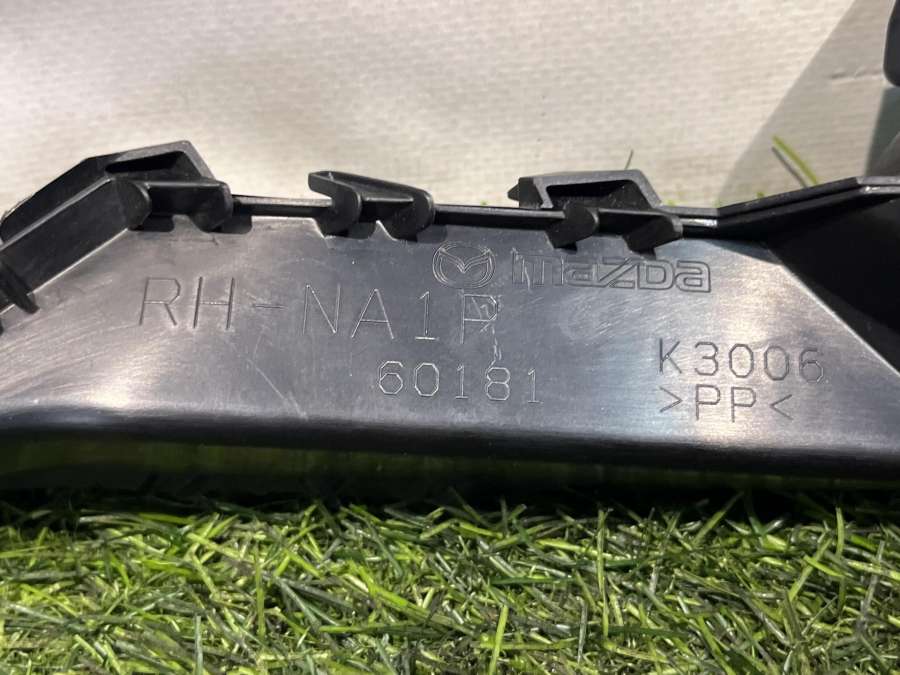 mazda
RH-NA1P
60181
K3006
>PP<